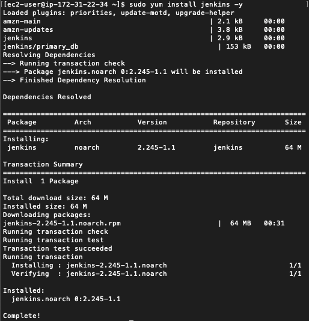 [ec2-user@ip-172-31-22-34 ~]$ sudo yum install jenkins -y
Loaded plugins: priorities, update-motd, upgrade-helper
amzn-main | 2.1 kB 00:00
amzn-updates | 3.8 kB 00:00
jenkins | 2.9 kB 00:00
jenkins/primary_db | 153 kB 00:00
Resolving Dependencies
--> Running transaction check
---> Package jenkins.noarch 0:2.245-1.1 will be installed
--> Finished Dependency Resolution
Dependencies Resolved
Package Arch Version Repository Size
Installing:
jenkins noarch 2.245-1.1 jenkins 64 M
Transaction Summary
Install 1 Package
Total download size: 64 M
Installed size: 64 M
Downloading packages:
jenkins-2.245-1.1.noarch.rpm | 64 MB 00:31
Running transaction check
Running transaction test
Transaction test succeeded
Running transaction
Installing : jenkins-2.245-1.1.noarch 1/1
Verifying : jenkins-2.245-1.1.noarch 1/1
Installed:
jenkins.noarch 0:2.245-1.1
Complete!